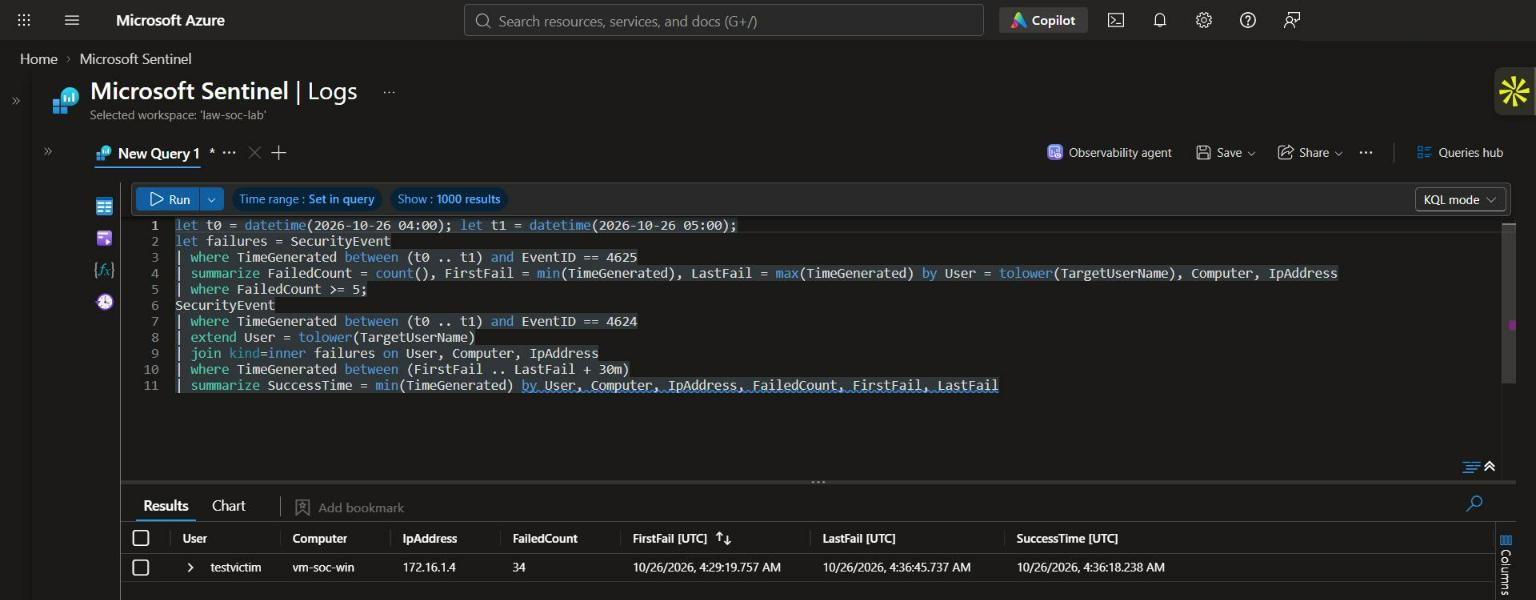 Microsoft Azure
Search resources, services, and docs (G+/)
Copilot
Home > Microsoft Sentinel
Microsoft Sentinel | Logs ...
Selected workspace: 'law-soc-lab'
New Query 1 * ...
Observability agent
Save
Share
...
Queries hub
Run
Time range : Set in query
Show : 1000 results
KQL mode
1 let t0 = datetime(2026-10-26 04:00); let t1 = datetime(2026-10-26 05:00);
2 let failures = SecurityEvent
3 | where TimeGenerated between (t0 .. t1) and EventID == 4625
4 | summarize FailedCount = count(), FirstFail = min(TimeGenerated), LastFail = max(TimeGenerated) by User = tolower(TargetUserName), Computer, IpAddress
5 | where FailedCount >= 5;
6 SecurityEvent
7 | where TimeGenerated between (t0 .. t1) and EventID == 4624
8 | extend User = tolower(TargetUserName)
9 | join kind=inner failures on User, Computer, IpAddress
10 | where TimeGenerated between (FirstFail .. LastFail + 30m)
11 | summarize SuccessTime = min(TimeGenerated) by User, Computer, IpAddress, FailedCount, FirstFail, LastFail
{fx}
Results
Chart
Add bookmark
User Computer IpAddress FailedCount FirstFail [UTC] LastFail [UTC] SuccessTime [UTC]
testvictim vm-soc-win 172.16.1.4 34 10/26/2026, 4:29:19.757 AM 10/26/2026, 4:36:45.737 AM 10/26/2026, 4:36:18.238 AM
Columns